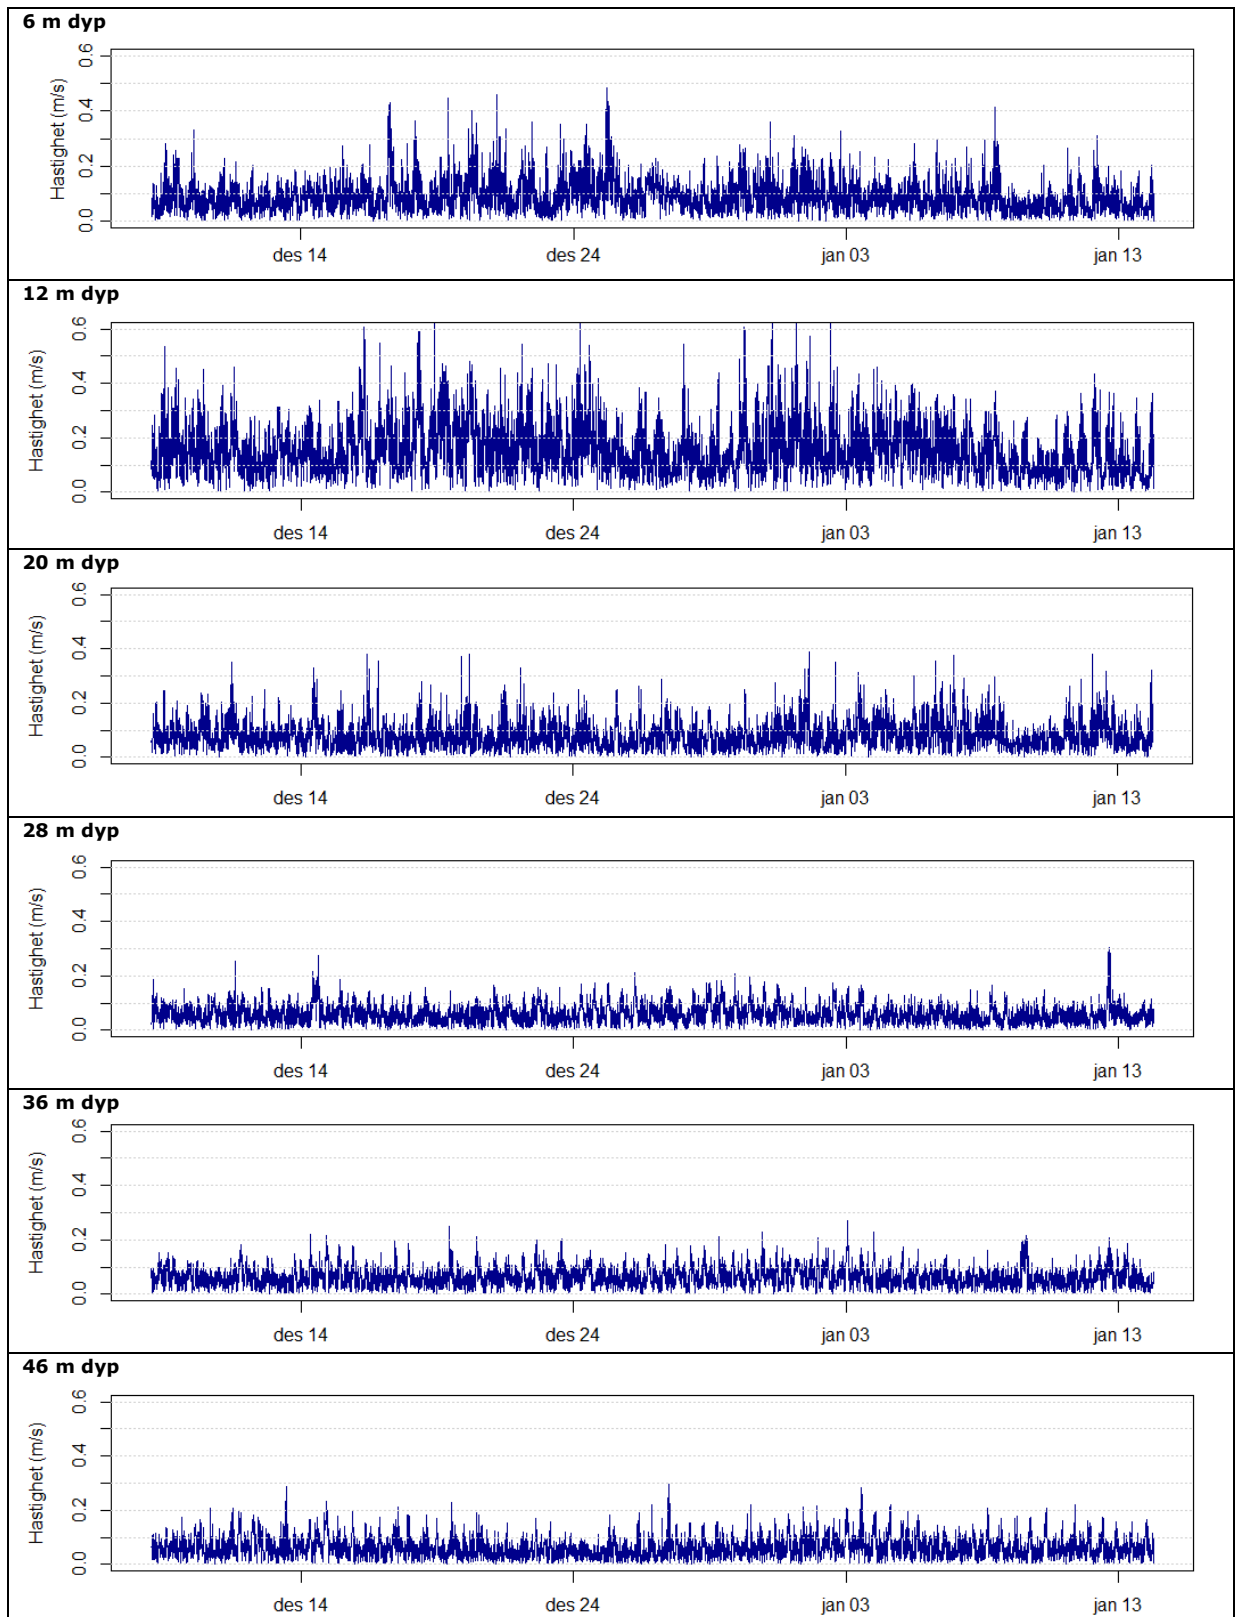 6 m dyp
Hastighet (m/s)
0.6
0.4
0.2
0.0
des 14 des 24 jan 03 jan 13
12 m dyp
Hastighet (m/s)
0.6
0.4
0.2
0.0
des 14 des 24 jan 03 jan 13
20 m dyp
Hastighet (m/s)
0.6
0.4
0.2
0.0
des 14 des 24 jan 03 jan 13
28 m dyp
Hastighet (m/s)
0.6
0.4
0.2
0.0
des 14 des 24 jan 03 jan 13
36 m dyp
Hastighet (m/s)
0.6
0.4
0.2
0.0
des 14 des 24 jan 03 jan 13
46 m dyp
Hastighet (m/s)
0.6
0.4
0.2
0.0
des 14 des 24 jan 03 jan 13